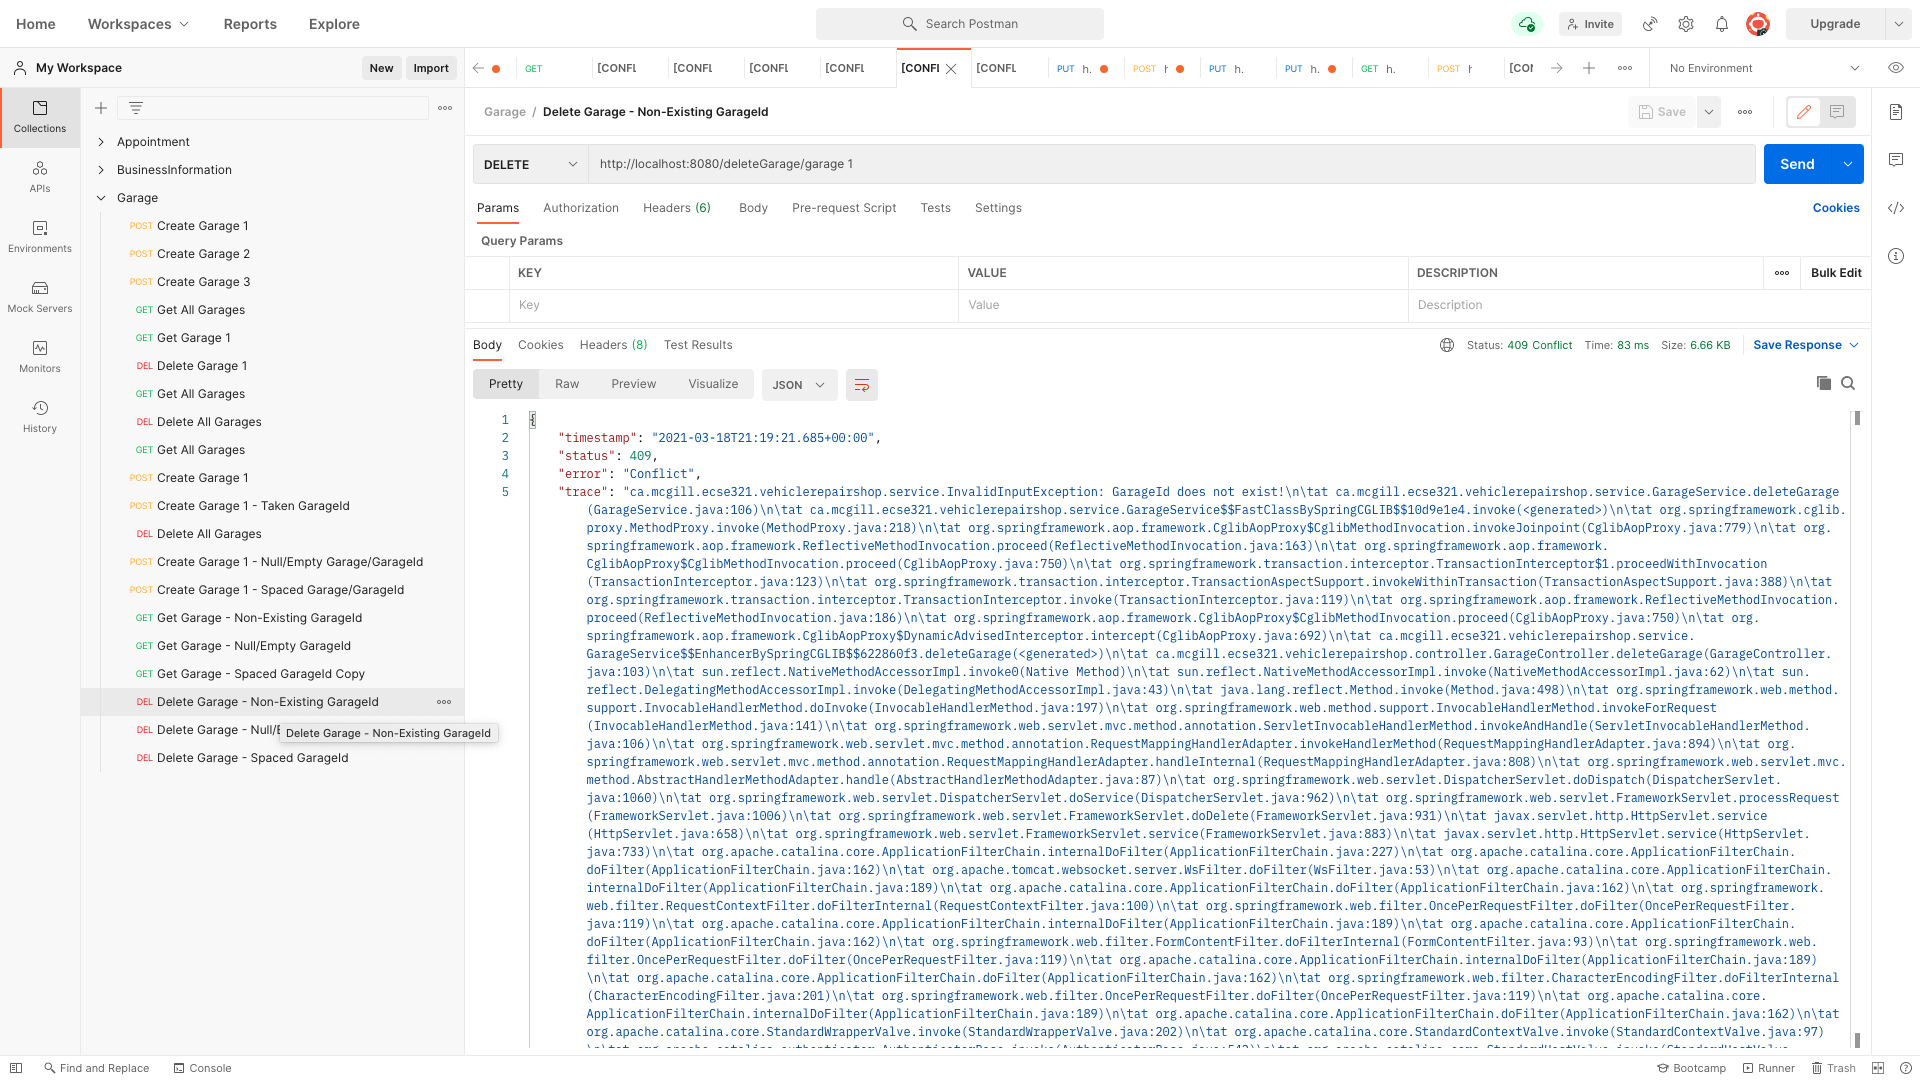 Home
Workspaces
Reports
Explore
Search Postman
Invite
Upgrade
My Workspace
New
Import
GET
[CONFL
[CONFL
[CONFL
[CONFL
[CONFL
[CONFL
PUT h.
POST h
PUT h.
PUT h.
GET h.
POST h
[CON
No Environment
Collections
APIs
Environments
Mock Servers
Monitors
History
Appointment
BusinessInformation
Garage
POST Create Garage 1
POST Create Garage 2
POST Create Garage 3
GET Get All Garages
GET Get Garage 1
DEL Delete Garage 1
GET Get All Garages
DEL Delete All Garages
GET Get All Garages
POST Create Garage 1
POST Create Garage 1 - Taken GarageId
DEL Delete All Garages
POST Create Garage 1 - Null/Empty Garage/GarageId
POST Create Garage 1 - Spaced Garage/GarageId
GET Get Garage - Non-Existing GarageId
GET Get Garage - Null/Empty GarageId
GET Get Garage - Spaced GarageId Copy
DEL Delete Garage - Non-Existing GarageId
DEL Delete Garage - Null/E
Delete Garage - Non-Existing GarageId
DEL Delete Garage - Spaced GarageId
Garage / Delete Garage - Non-Existing GarageId
Save
DELETE
http://localhost:8080/deleteGarage/garage 1
Send
Params
Authorization
Headers (6)
Body
Pre-request Script
Tests
Settings
Cookies
Query Params
KEY
VALUE
DESCRIPTION
Bulk Edit
Key
Value
Description
Body
Cookies
Headers (8)
Test Results
Status: 409 Conflict
Time: 83 ms
Size: 6.66 KB
Save Response
Pretty
Raw
Preview
Visualize
JSON
1 {
2 "timestamp": "2021-03-18T21:19:21.685+00:00",
3 "status": 409,
4 "error": "Conflict",
5 "trace": "ca.mcgill.ecse321.vehiclerepairshop.service.InvalidInputException: GarageId does not exist!\n\tat ca.mcgill.ecse321.vehiclerepairshop.service.GarageService.deleteGarage
(GarageService.java:106)\n\tat ca.mcgill.ecse321.vehiclerepairshop.service.GarageService$$FastClassBySpringCGLIB$$10d9e1e4.invoke(<generated>)\n\tat org.springframework.cglib.
proxy.MethodProxy.invoke(MethodProxy.java:218)\n\tat org.springframework.aop.framework.CglibAopProxy$CglibMethodInvocation.invokeJoinpoint(CglibAopProxy.java:779)\n\tat org.
springframework.aop.framework.ReflectiveMethodInvocation.proceed(ReflectiveMethodInvocation.java:163)\n\tat org.springframework.aop.framework.
CglibAopProxy$CglibMethodInvocation.proceed(CglibAopProxy.java:750)\n\tat org.springframework.transaction.interceptor.TransactionInterceptor$1.proceedWithInvocation
(TransactionInterceptor.java:123)\n\tat org.springframework.transaction.interceptor.TransactionAspectSupport.invokeWithinTransaction(TransactionAspectSupport.java:388)\n\tat
org.springframework.transaction.interceptor.TransactionInterceptor.invoke(TransactionInterceptor.java:119)\n\tat org.springframework.aop.framework.ReflectiveMethodInvocation.
proceed(ReflectiveMethodInvocation.java:186)\n\tat org.springframework.aop.framework.CglibAopProxy$CglibMethodInvocation.proceed(CglibAopProxy.java:750)\n\tat org.
springframework.aop.framework.CglibAopProxy$DynamicAdvisedInterceptor.intercept(CglibAopProxy.java:692)\n\tat ca.mcgill.ecse321.vehiclerepairshop.service.
GarageService$$EnhancerBySpringCGLIB$$622860f3.deleteGarage(<generated>)\n\tat ca.mcgill.ecse321.vehiclerepairshop.controller.GarageController.deleteGarage(GarageController.
java:103)\n\tat sun.reflect.NativeMethodAccessorImpl.invoke0(Native Method)\n\tat sun.reflect.NativeMethodAccessorImpl.invoke(NativeMethodAccessorImpl.java:62)\n\tat sun.
reflect.DelegatingMethodAccessorImpl.invoke(DelegatingMethodAccessorImpl.java:43)\n\tat java.lang.reflect.Method.invoke(Method.java:498)\n\tat org.springframework.web.method.
support.InvocableHandlerMethod.doInvoke(InvocableHandlerMethod.java:197)\n\tat org.springframework.web.method.support.InvocableHandlerMethod.invokeForRequest
(InvocableHandlerMethod.java:141)\n\tat org.springframework.web.servlet.mvc.method.annotation.ServletInvocableHandlerMethod.invokeAndHandle(ServletInvocableHandlerMethod.
java:106)\n\tat org.springframework.web.servlet.mvc.method.annotation.RequestMappingHandlerAdapter.invokeHandlerMethod(RequestMappingHandlerAdapter.java:894)\n\tat org.
springframework.web.servlet.mvc.method.annotation.RequestMappingHandlerAdapter.handleInternal(RequestMappingHandlerAdapter.java:808)\n\tat org.springframework.web.servlet.mvc.
method.AbstractHandlerMethodAdapter.handle(AbstractHandlerMethodAdapter.java:87)\n\tat org.springframework.web.servlet.DispatcherServlet.doDispatch(DispatcherServlet.
java:1060)\n\tat org.springframework.web.servlet.DispatcherServlet.doService(DispatcherServlet.java:962)\n\tat org.springframework.web.servlet.FrameworkServlet.processRequest
(FrameworkServlet.java:1006)\n\tat org.springframework.web.servlet.FrameworkServlet.doDelete(FrameworkServlet.java:931)\n\tat javax.servlet.http.HttpServlet.service
(HttpServlet.java:658)\n\tat org.springframework.web.servlet.FrameworkServlet.service(FrameworkServlet.java:883)\n\tat javax.servlet.http.HttpServlet.service(HttpServlet.
java:733)\n\tat org.apache.catalina.core.ApplicationFilterChain.internalDoFilter(ApplicationFilterChain.java:227)\n\tat org.apache.catalina.core.ApplicationFilterChain.
doFilter(ApplicationFilterChain.java:162)\n\tat org.apache.tomcat.websocket.server.WsFilter.doFilter(WsFilter.java:53)\n\tat org.apache.catalina.core.ApplicationFilterChain.
internalDoFilter(ApplicationFilterChain.java:189)\n\tat org.apache.catalina.core.ApplicationFilterChain.doFilter(ApplicationFilterChain.java:162)\n\tat org.springframework.
web.filter.RequestContextFilter.doFilterInternal(RequestContextFilter.java:100)\n\tat org.springframework.web.filter.OncePerRequestFilter.doFilter(OncePerRequestFilter.
java:119)\n\tat org.apache.catalina.core.ApplicationFilterChain.internalDoFilter(ApplicationFilterChain.java:189)\n\tat org.apache.catalina.core.ApplicationFilterChain.
doFilter(ApplicationFilterChain.java:162)\n\tat org.springframework.web.filter.FormContentFilter.doFilterInternal(FormContentFilter.java:93)\n\tat org.springframework.web.
filter.OncePerRequestFilter.doFilter(OncePerRequestFilter.java:119)\n\tat org.apache.catalina.core.ApplicationFilterChain.internalDoFilter(ApplicationFilterChain.java:189)
\n\tat org.apache.catalina.core.ApplicationFilterChain.doFilter(ApplicationFilterChain.java:162)\n\tat org.springframework.web.filter.CharacterEncodingFilter.doFilterInternal
(CharacterEncodingFilter.java:201)\n\tat org.springframework.web.filter.OncePerRequestFilter.doFilter(OncePerRequestFilter.java:119)\n\tat org.apache.catalina.core.
ApplicationFilterChain.internalDoFilter(ApplicationFilterChain.java:189)\n\tat org.apache.catalina.core.ApplicationFilterChain.doFilter(ApplicationFilterChain.java:162)\n\tat
org.apache.catalina.core.StandardWrapperValve.invoke(StandardWrapperValve.java:202)\n\tat org.apache.catalina.core.StandardContextValve.invoke(StandardContextValve.java:97)
Find and Replace
Console
Bootcamp
Runner
Trash